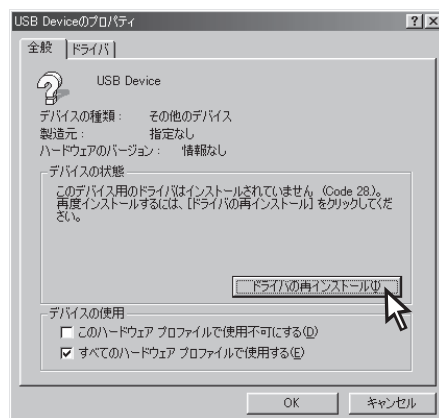 USB Deviceのプロパティ
全般
ドライバ
USB Device
デバイスの種類： その他のデバイス
製造元： 指定なし
ハードウェアのバージョン： 情報なし
デバイスの状態
このデバイス用のドライバはインストールされていません (Code 28.)。
再度インストールするには、[ドライバの再インストール] をクリックしてくだ
さい。
ドライバの再インストール(I)
デバイスの使用
このハードウェア プロファイルで使用不可にする(D)
すべてのハードウェア プロファイルで使用する(E)
OK
キャンセル